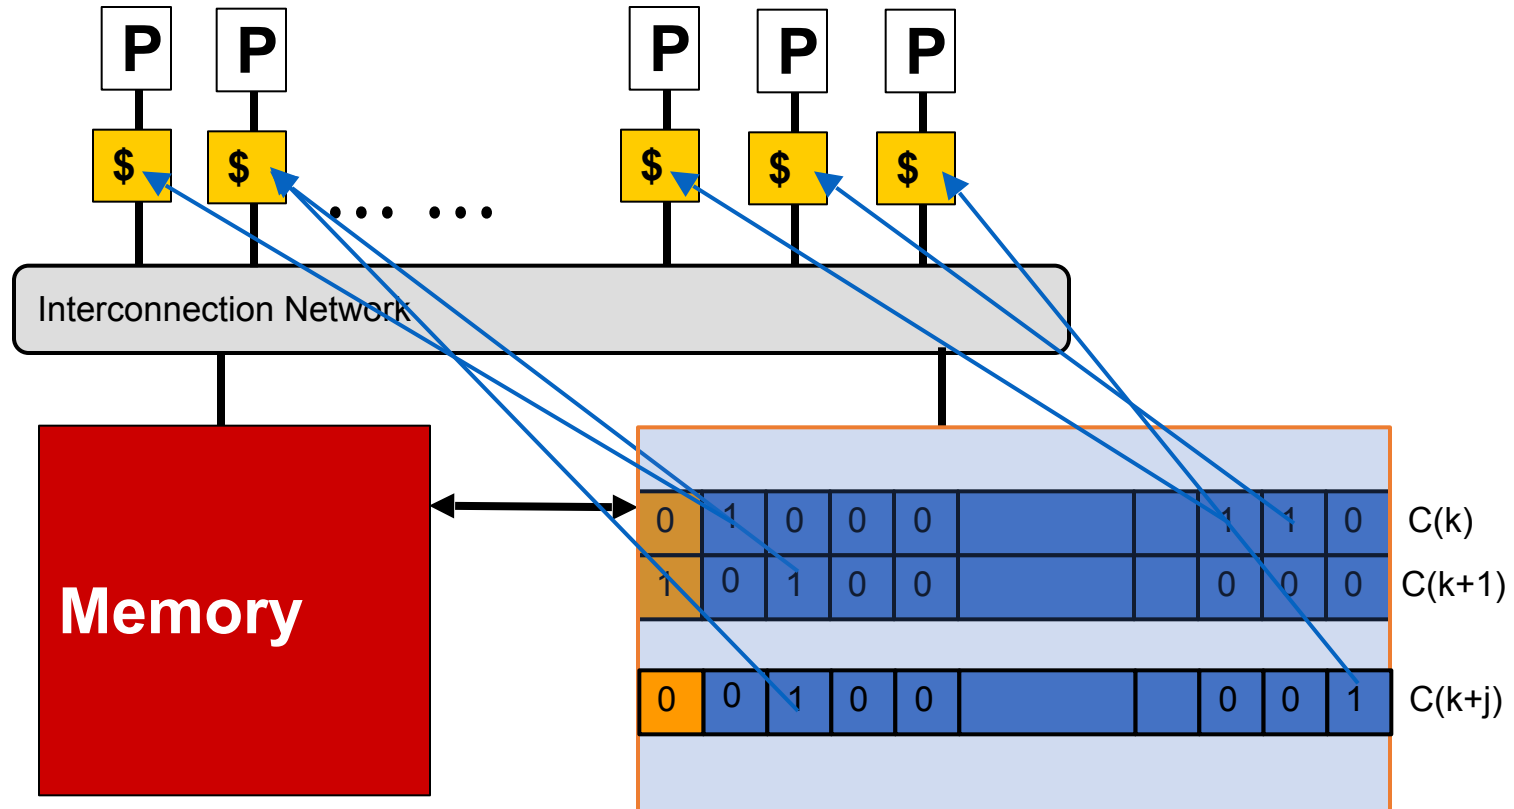 P P P P P
$ $ $ $ $
... ...
Interconnection Network
0 1 0 0 0 1 1 0 C(k)
1 0 1 0 0 0 0 0 C(k+1)
Memory
0 0 1 0 0 0 0 1 C(k+j)